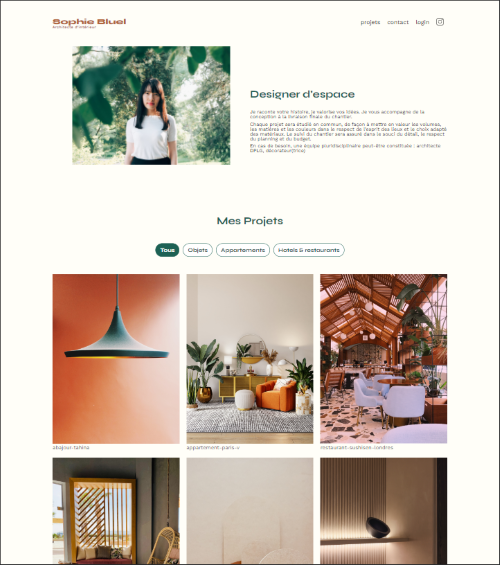 Sophie Bluel
Architecte d'intérieur
projets contact login
Designer d'espace
Je raconte votre histoire, je valorise vos idées. Je vous accompagne de la
conception à la livraison finale du chantier.
Chaque projet sera étudié en commun, de façon à mettre en valeur les volumes,
les matières et les couleurs dans le respect de l'esprit des lieux et le choix adapté
des matériaux. Le suivi du chantier sera assuré dans le souci du détail, le respect
du planning et du budget.
En cas de besoin, une équipe pluridisciplinaire peut-être constituée : architecte
DPLG, décorateur(trice)
Mes Projets
Tous Objets Appartements Hotels & restaurants
abajour-tahina
appartement-paris-v
restaurant-sushisen-londres